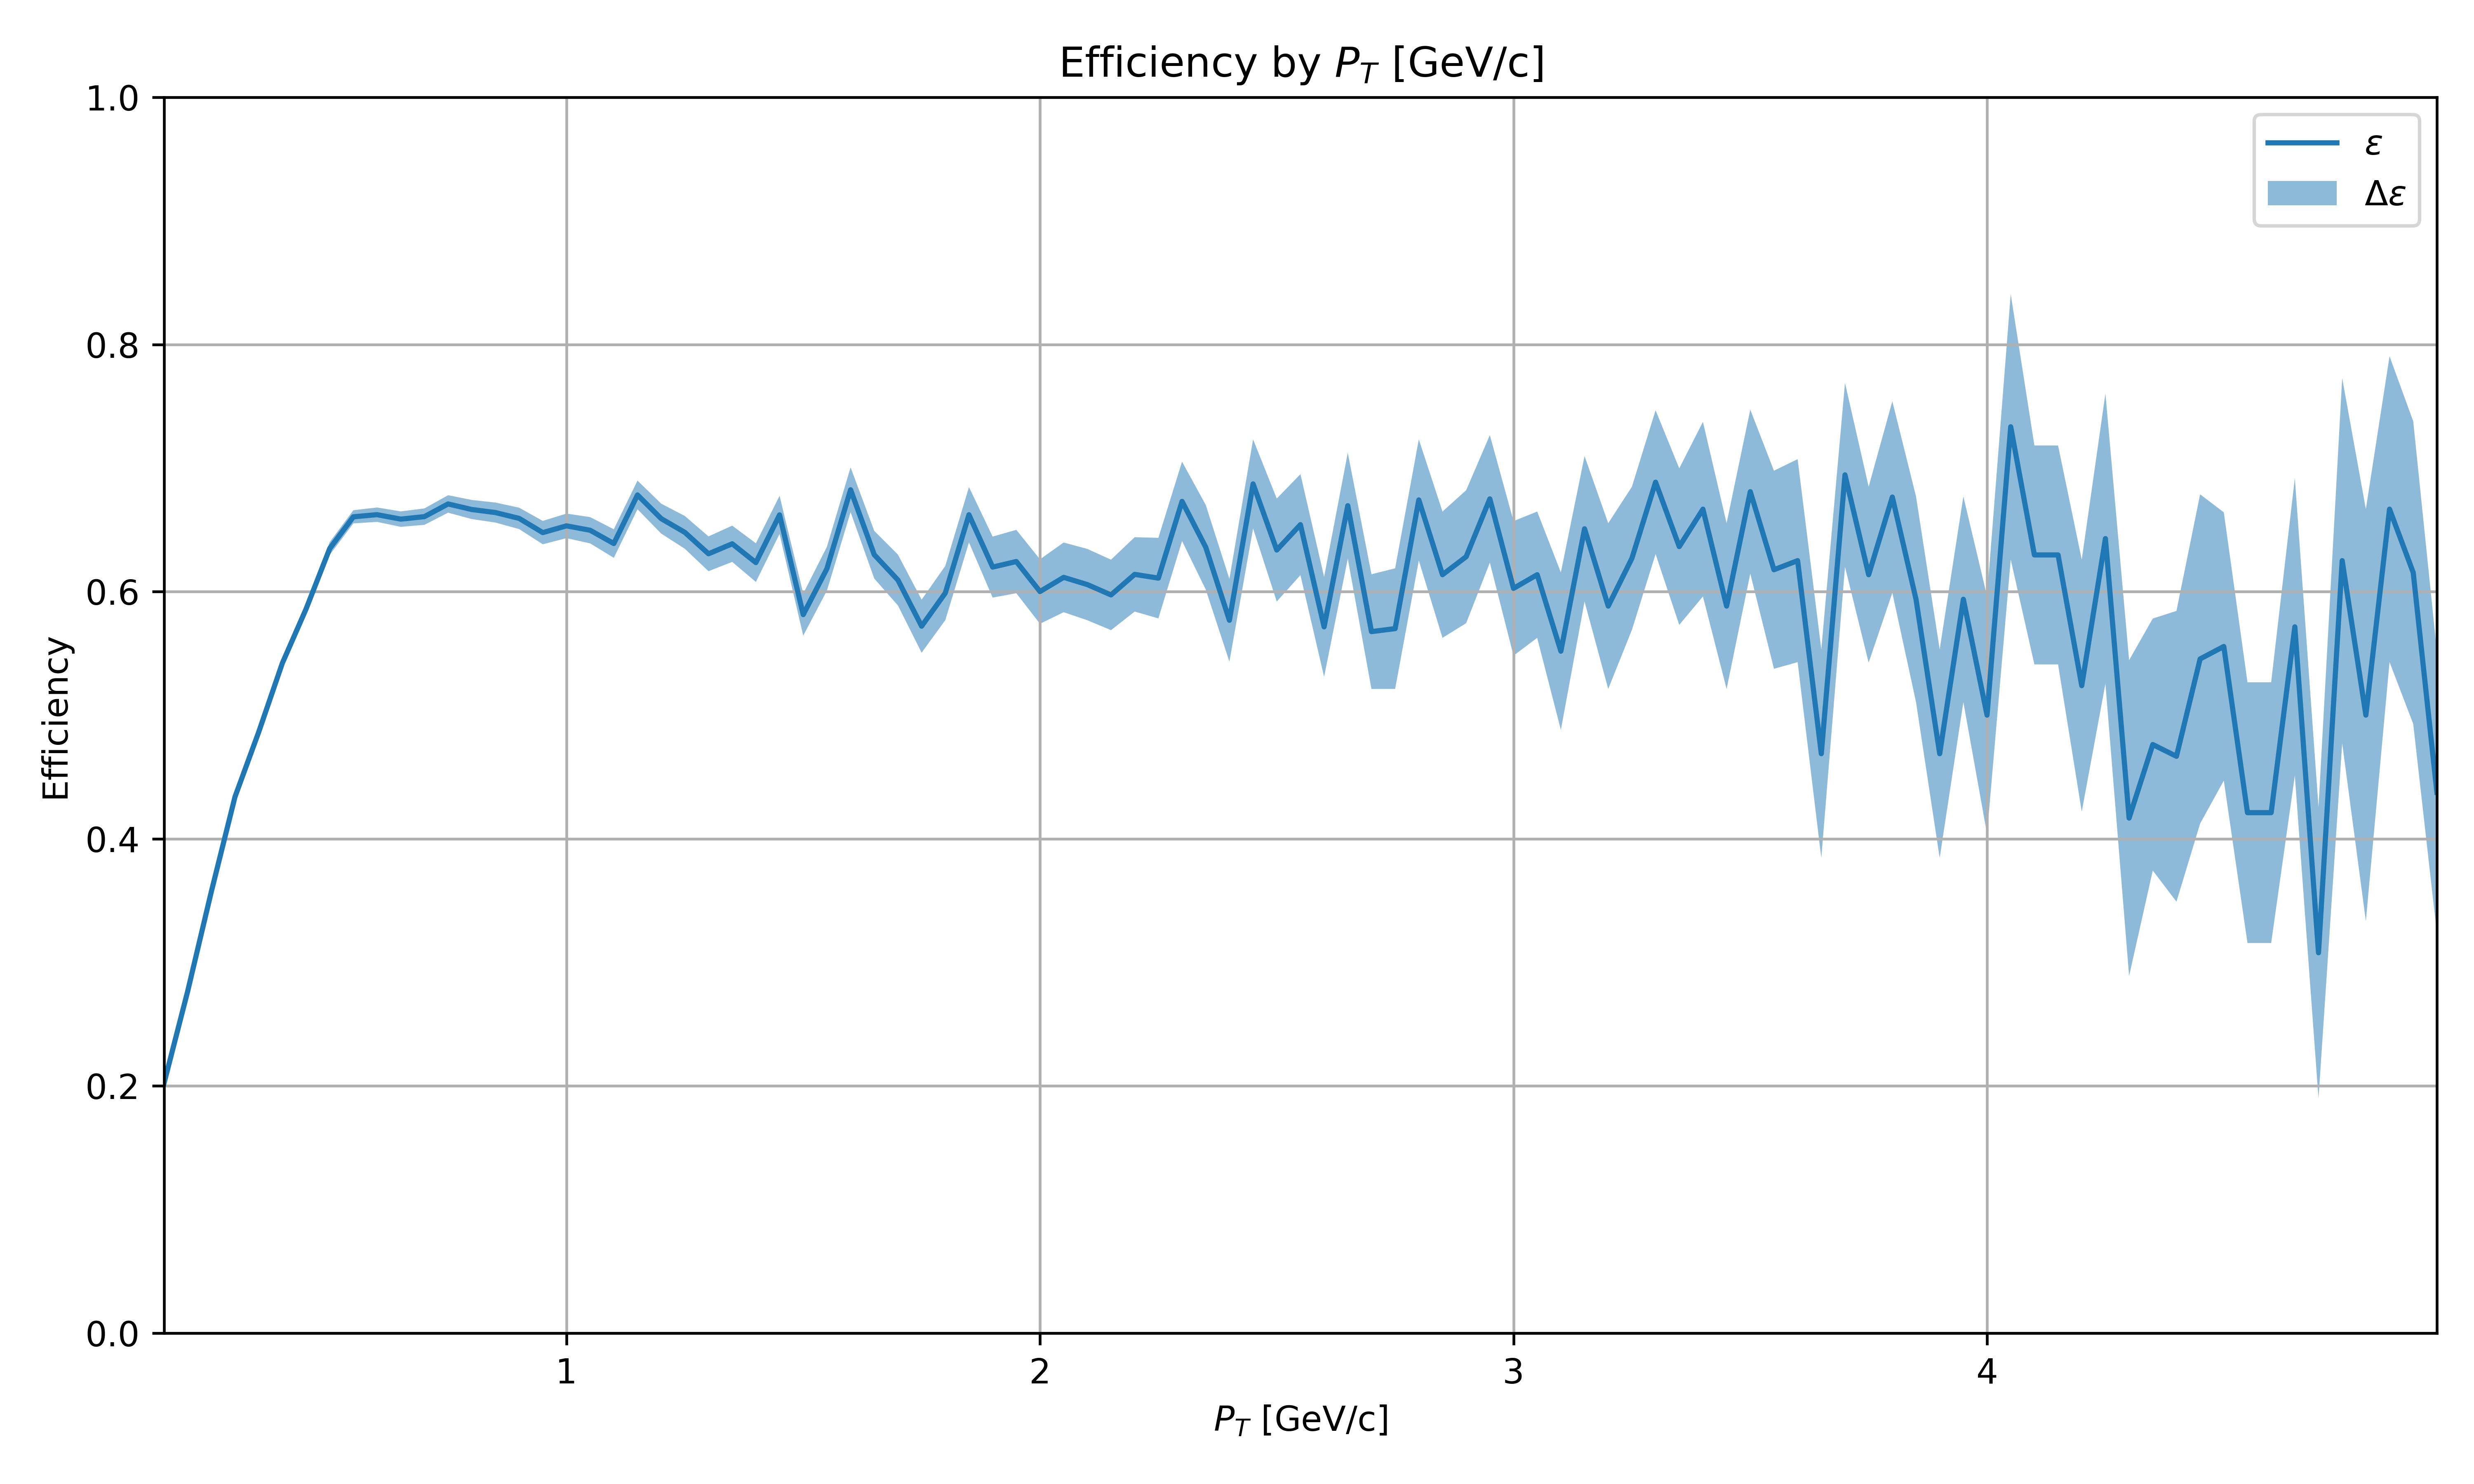 Efficiency by P_T [GeV/c]
ε
Δε
1.0
0.8
0.6
0.4
0.2
0.0
Efficiency
1 2 3 4
P_T [GeV/c]